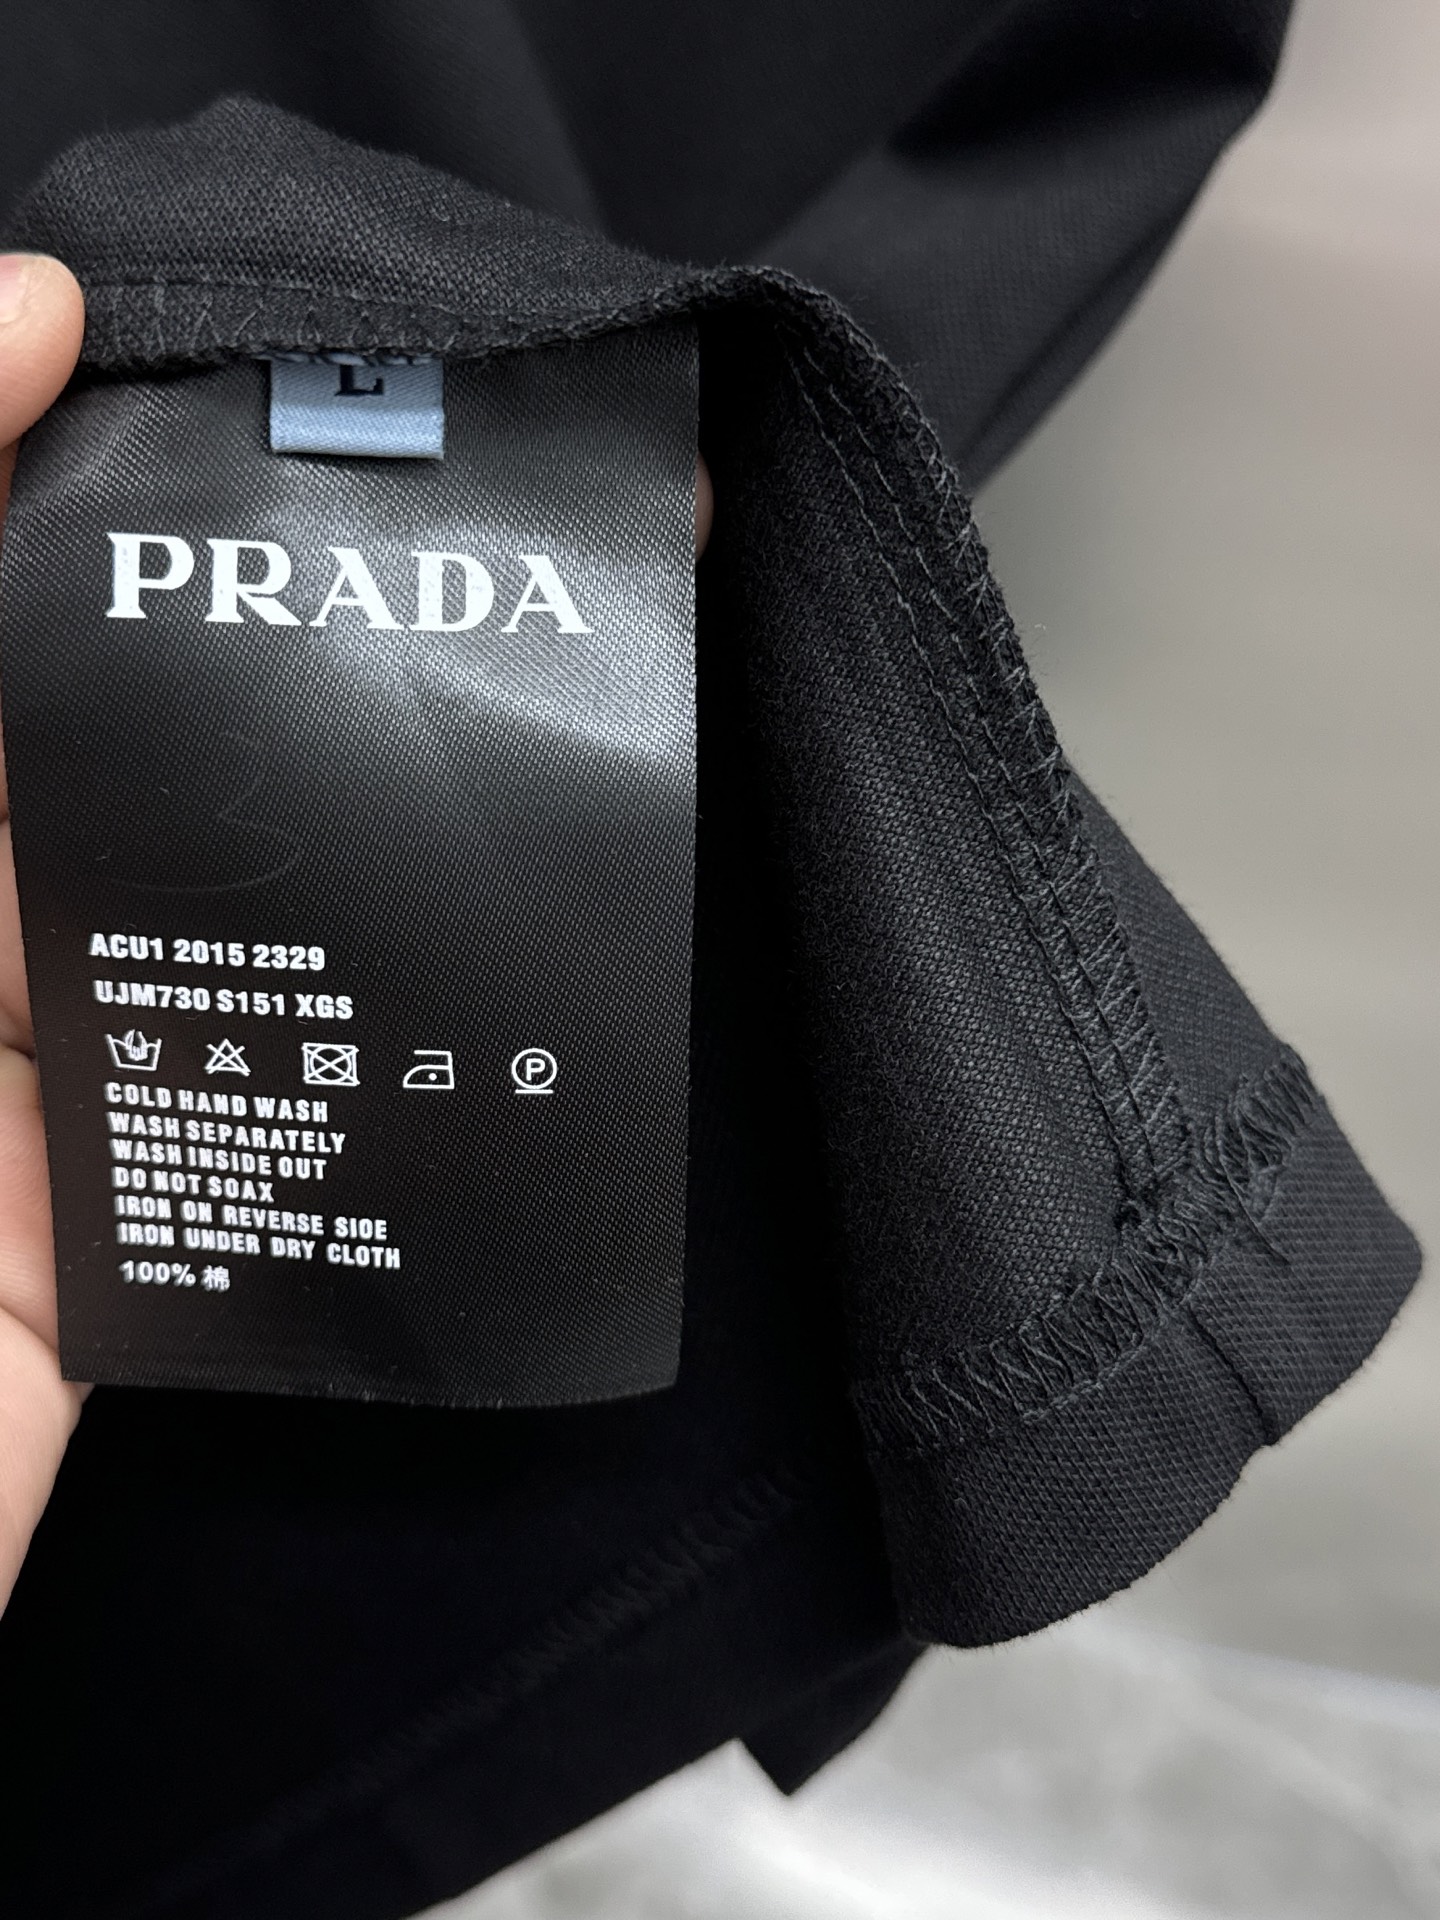 L
PRADA
ACU1 2015 2329
UJM730 S151 XGS
P
COLD HAND WASH
WASH SEPARATELY
WASH INSIDE OUT
DO NOT SOAX
IRON ON REVERSE SIOE
IRON UNDER DRY CLOTH
100% 棉